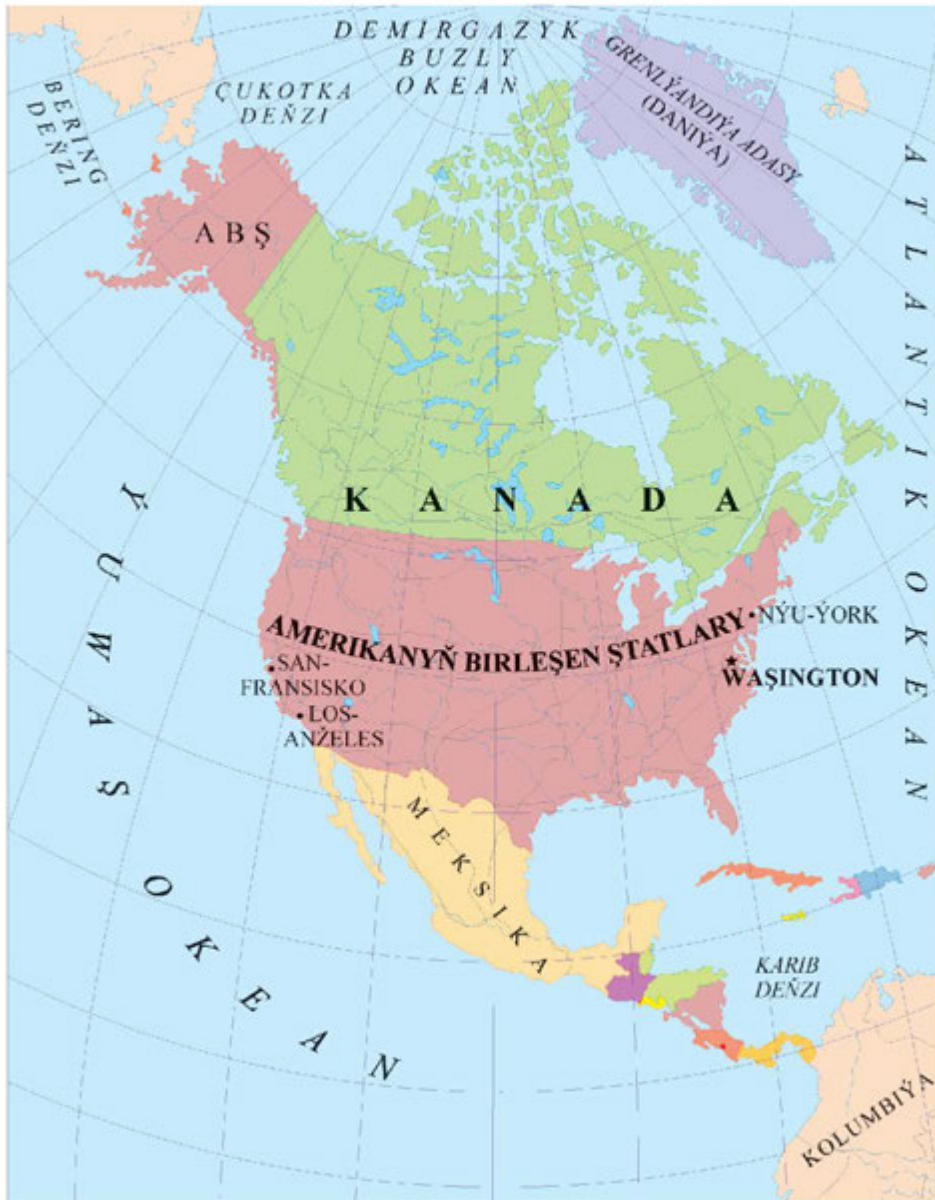 DEMIRGAZYK
BUZLY
OKEAN
GRENLÝANDIÝA ADASY
(DANIÝA)
ÇUKOTKA
DEŇZI
BERING
DEŇZI
ATLANTIK OKEAN
ABŞ
KANADA
ÝUWAŞ OKEAN
AMERIKANYŇ BIRLEŞEN ŞTATLARY
NÝU-ÝORK
WAŞINGTON
SAN-
FRANSISKO
LOS-
ANŽELES
MEKSIKA
KARIB
DEŇZI
KOLUMBIÝA